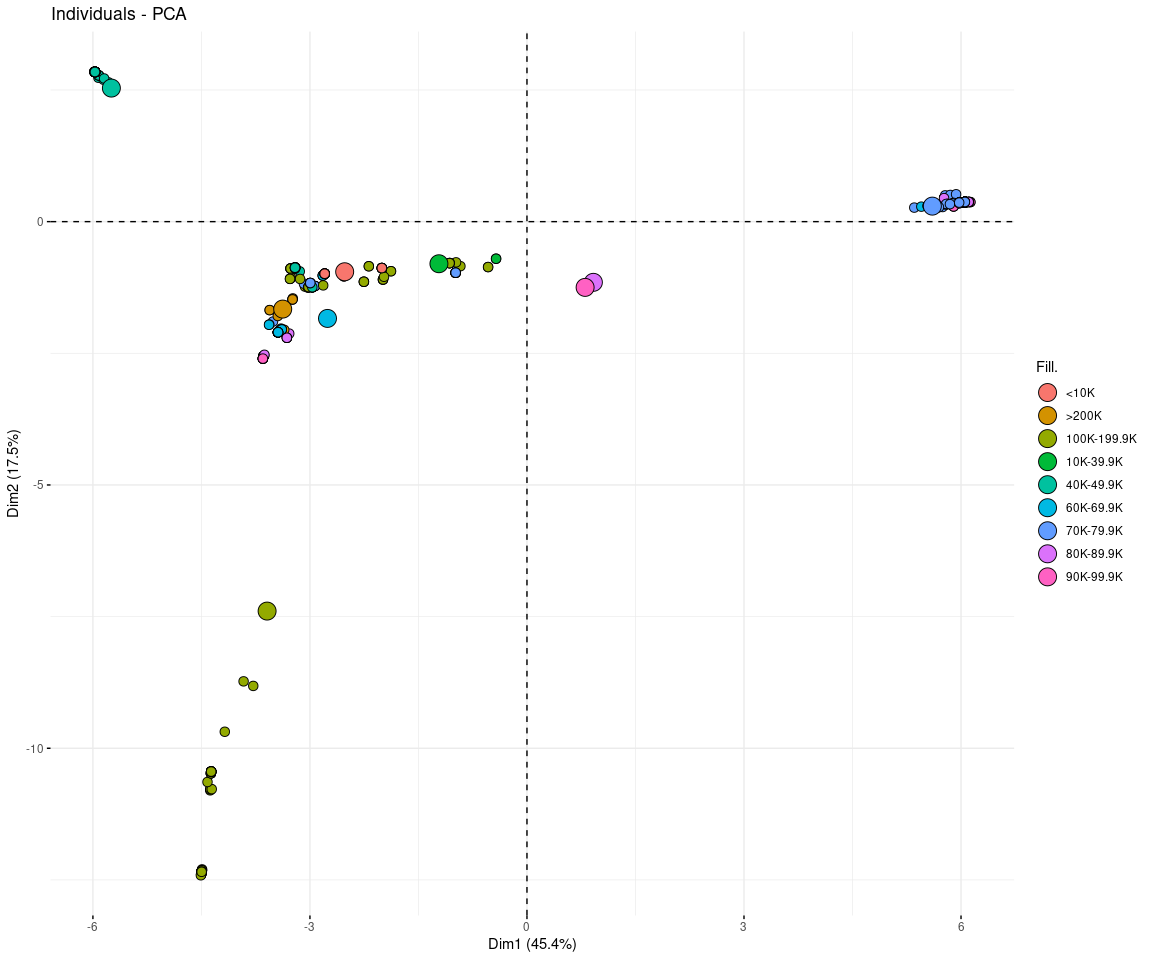 Individuals - PCA
0
-5
-10
Dim2 (17.5%)
-6
-3
0
3
6
Dim1 (45.4%)
Fill.
<10K
>200K
100K-199.9K
10K-39.9K
40K-49.9K
60K-69.9K
70K-79.9K
80K-89.9K
90K-99.9K